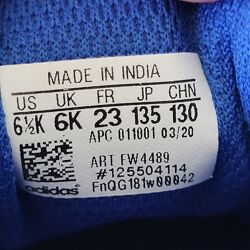 MADE IN INDIA
US UK FR JP CHN
6½K 6K 23 135 130
APC 011001 03/20
ART FW4489
#125504114
FnQG181w00042
adidas